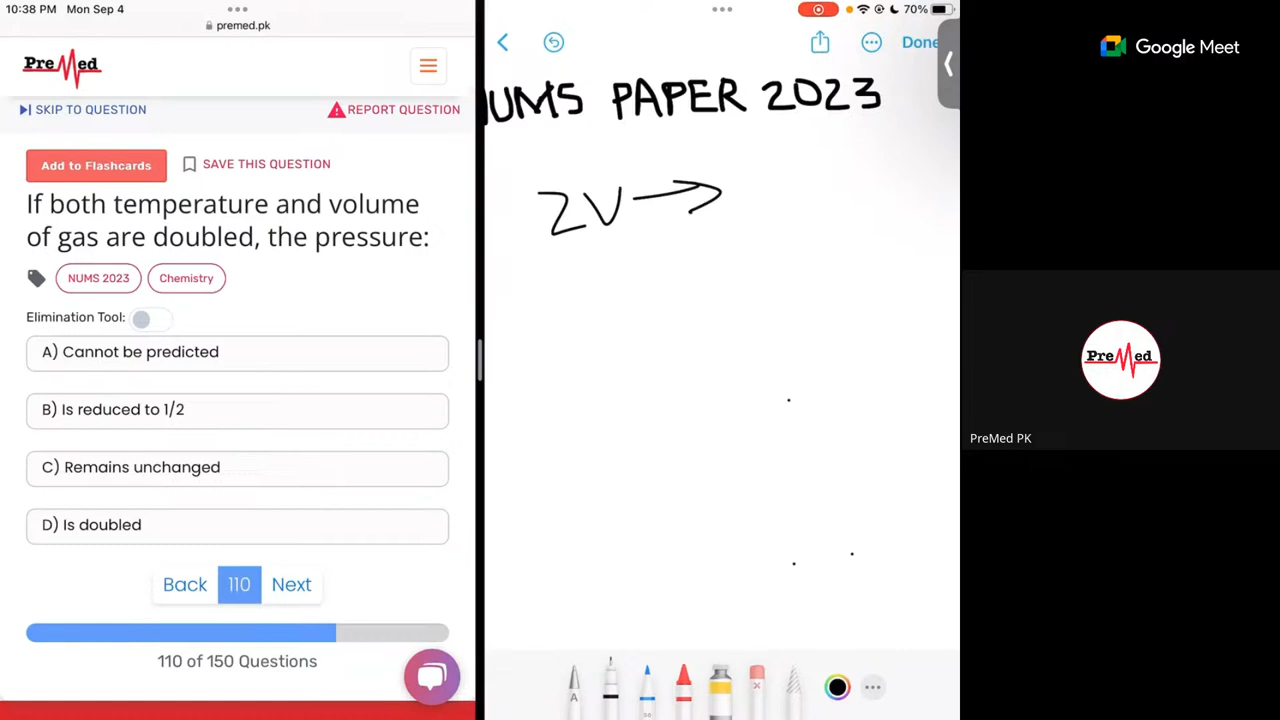 10:38 PM Mon Sep 4
premed.pk
PreMed
SKIP TO QUESTION
REPORT QUESTION
Add to Flashcards
SAVE THIS QUESTION
If both temperature and volume
of gas are doubled, the pressure:
NUMS 2023
Chemistry
Elimination Tool:
A) Cannot be predicted
B) Is reduced to 1/2
C) Remains unchanged
D) Is doubled
Back 110 Next
110 of 150 Questions
70%
Done
NUMS PAPER 2023
2V →
A
Google Meet
PreMed
PreMed PK